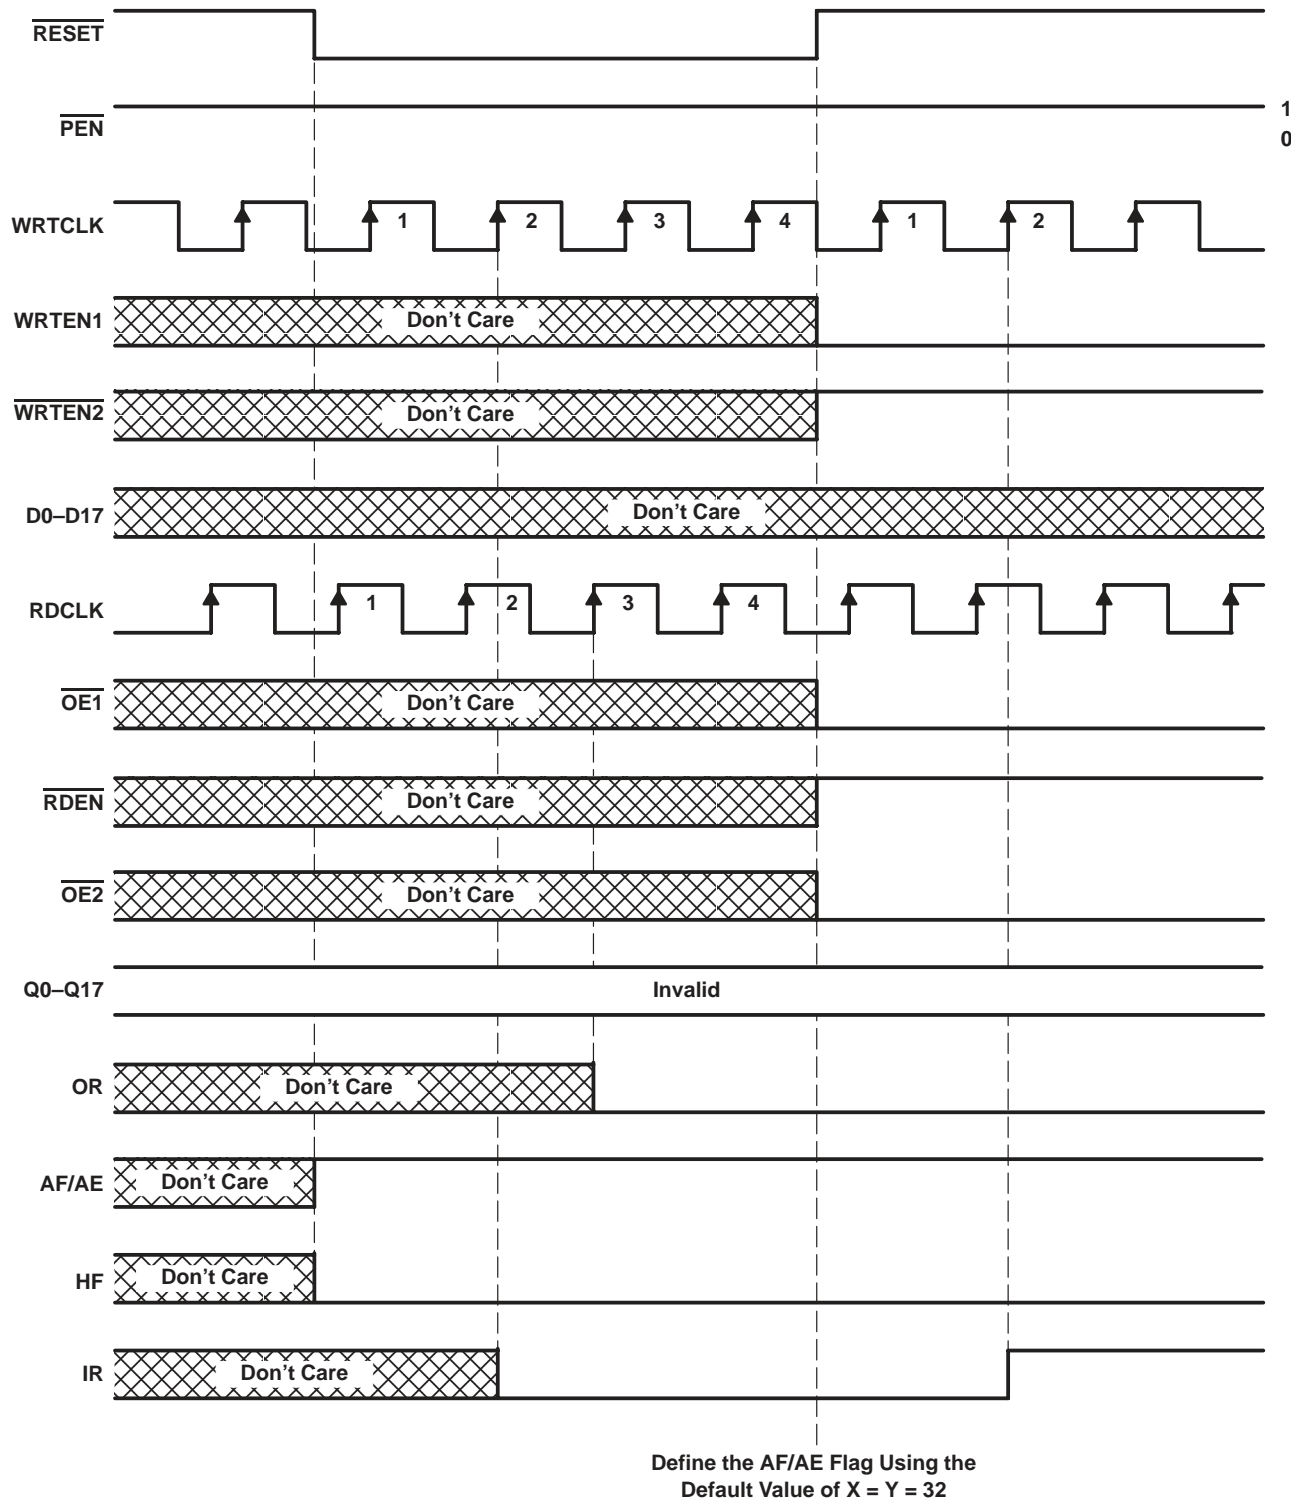 RESET
PEN
1
0
WRTCLK 1 2 3 4 1 2
WRTEN1 Don't Care
WRTEN2 Don't Care
D0–D17 Don't Care
RDCLK 1 2 3 4
OE1 Don't Care
RDEN Don't Care
OE2 Don't Care
Q0–Q17 Invalid
OR Don't Care
AF/AE Don't Care
HF Don't Care
IR Don't Care
Define the AF/AE Flag Using the
Default Value of X = Y = 32